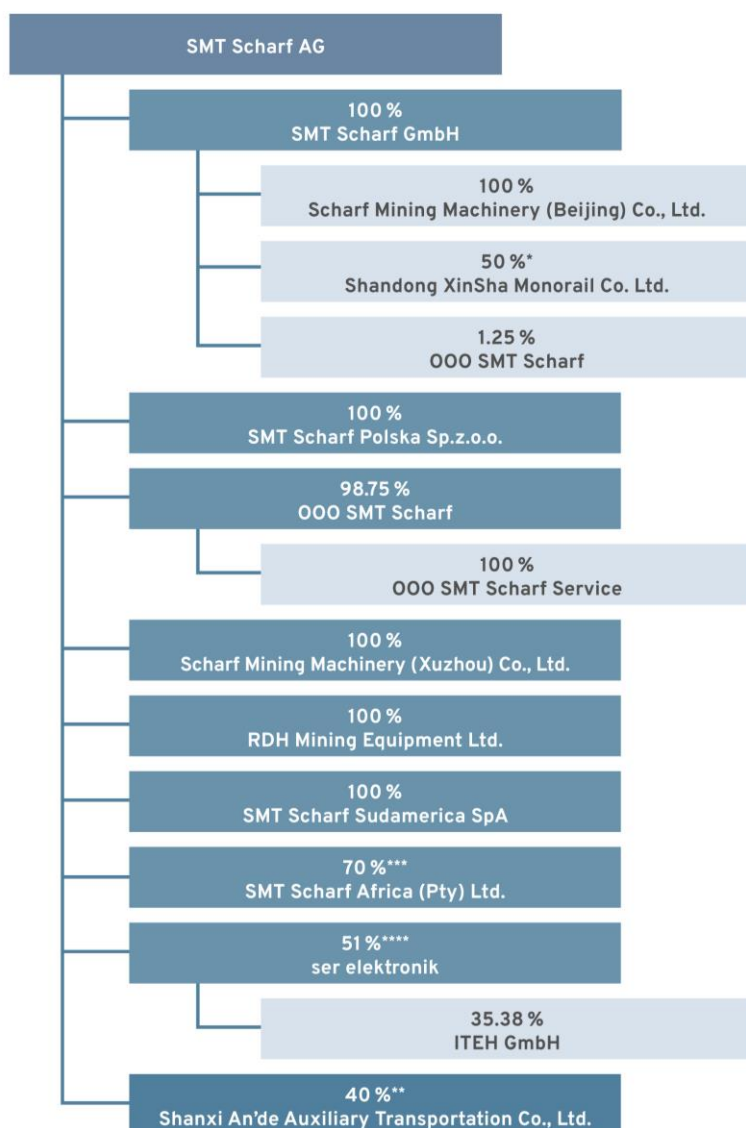 SMT Scharf AG
100 %
SMT Scharf GmbH
100 %
Scharf Mining Machinery (Beijing) Co., Ltd.
50 %*
Shandong XinSha Monorail Co. Ltd.
1.25 %
OOO SMT Scharf
100 %
SMT Scharf Polska Sp.z.o.o.
98.75 %
OOO SMT Scharf
100 %
OOO SMT Scharf Service
100 %
Scharf Mining Machinery (Xuzhou) Co., Ltd.
100 %
RDH Mining Equipment Ltd.
100 %
SMT Scharf Sudamerica SpA
70 %***
SMT Scharf Africa (Pty) Ltd.
51 %****
ser elektronik
35.38 %
ITEH GmbH
40 %**
Shanxi An'de Auxiliary Transportation Co., Ltd.